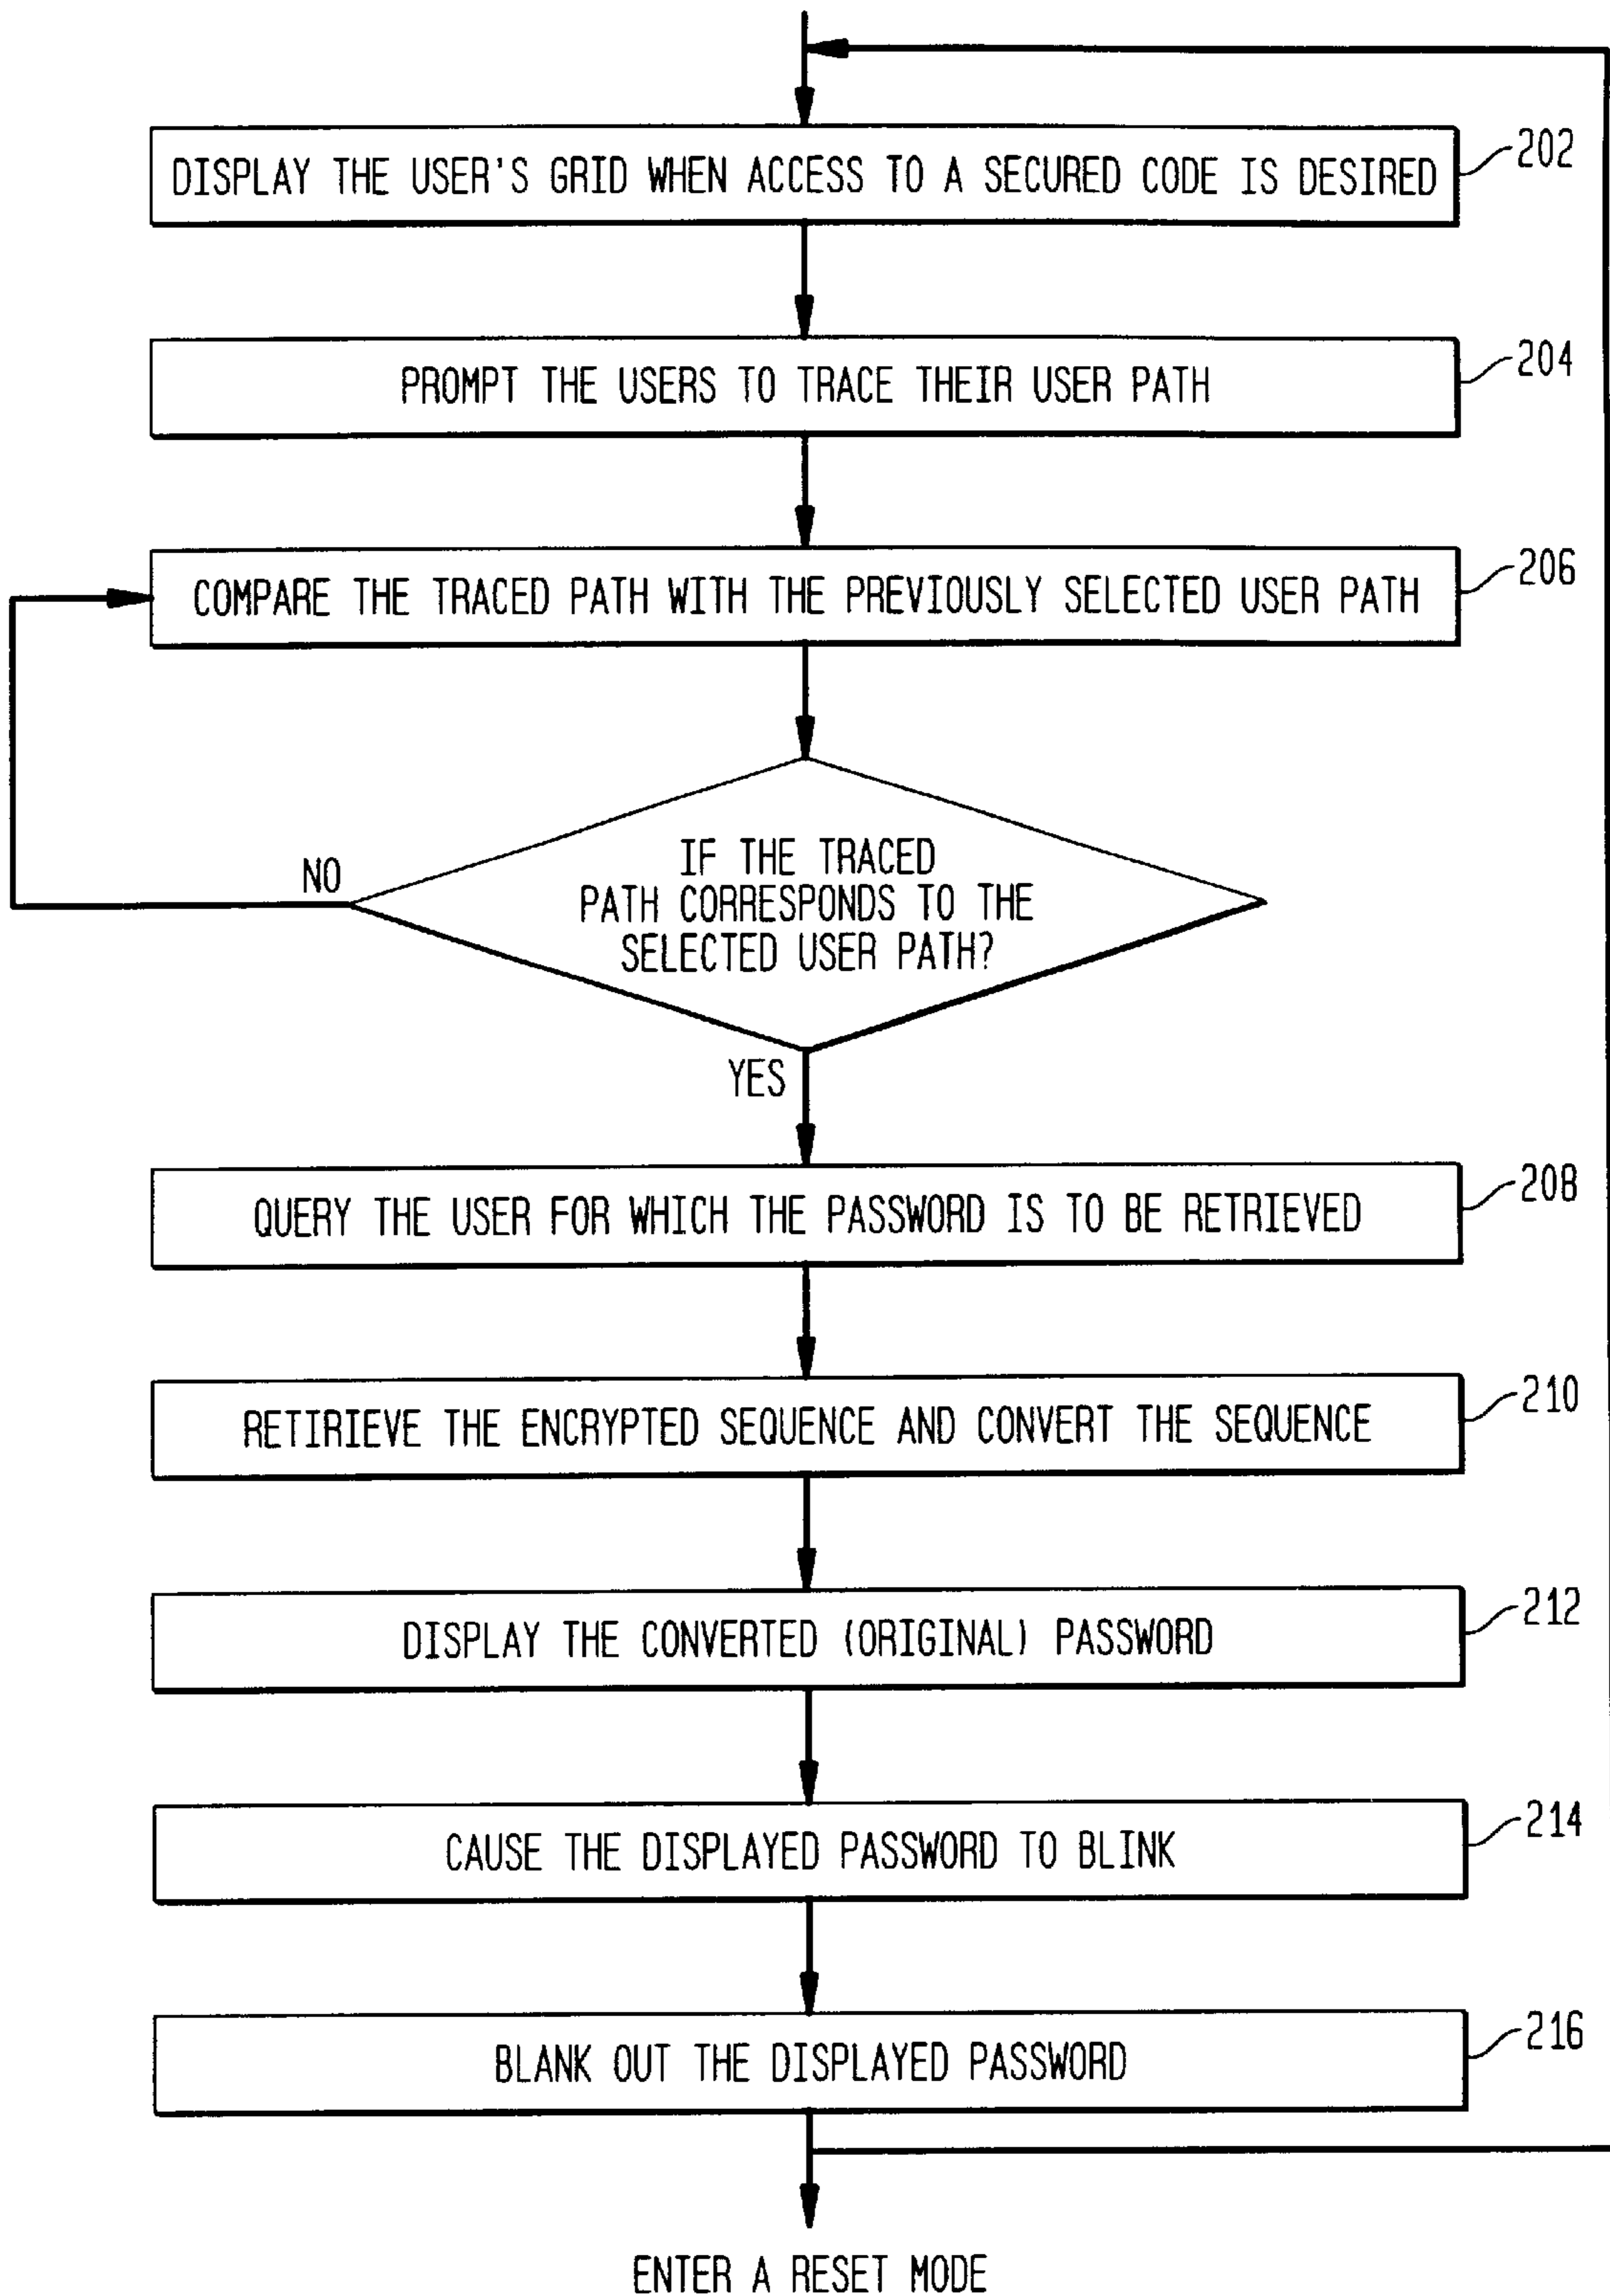 DISPLAY THE USER'S GRID WHEN ACCESS TO A SECURED CODE IS DESIRED
202
PROMPT THE USERS TO TRACE THEIR USER PATH
204
COMPARE THE TRACED PATH WITH THE PREVIOUSLY SELECTED USER PATH
206
IF THE TRACED
PATH CORRESPONDS TO THE
SELECTED USER PATH?
NO
YES
QUERY THE USER FOR WHICH THE PASSWORD IS TO BE RETRIEVED
208
RETIRIEVE THE ENCRYPTED SEQUENCE AND CONVERT THE SEQUENCE
210
DISPLAY THE CONVERTED (ORIGINAL) PASSWORD
212
CAUSE THE DISPLAYED PASSWORD TO BLINK
214
BLANK OUT THE DISPLAYED PASSWORD
216
ENTER A RESET MODE